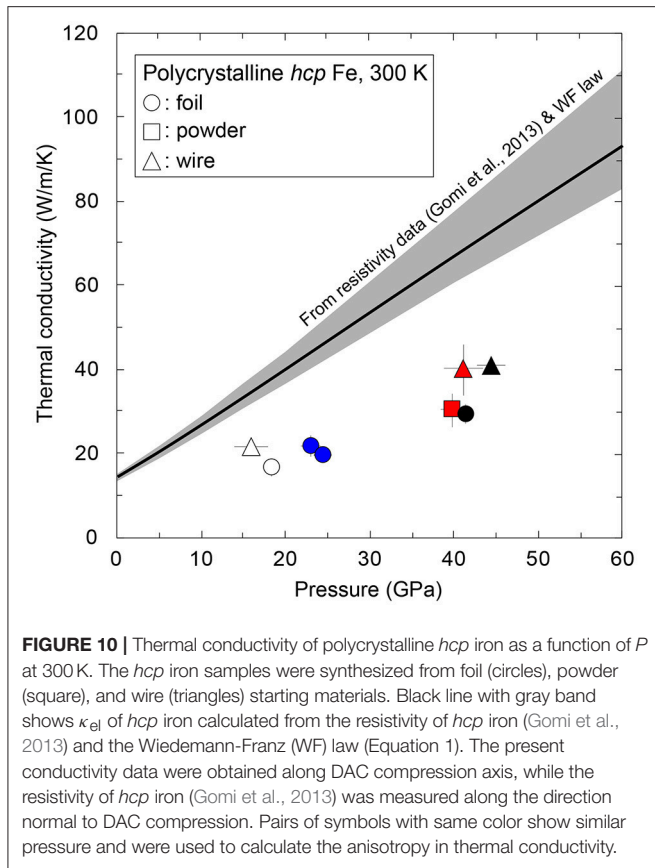 120
100
80
60
40
20
0
0
10
20
30
40
50
60
Thermal conductivity (W/m/K)
Pressure (GPa)
Polycrystalline hcp Fe, 300 K
: foil
: powder
: wire
From resistivity data (Gomi et al., 2013) & WF law
FIGURE 10 | Thermal conductivity of polycrystalline hcp iron as a function of P
at 300 K. The hcp iron samples were synthesized from foil (circles), powder
(square), and wire (triangles) starting materials. Black line with gray band
shows κel of hcp iron calculated from the resistivity of hcp iron (Gomi et al.,
2013) and the Wiedemann-Franz (WF) law (Equation 1). The present
conductivity data were obtained along DAC compression axis, while the
resistivity of hcp iron (Gomi et al., 2013) was measured along the direction
normal to DAC compression. Pairs of symbols with same color show similar
pressure and were used to calculate the anisotropy in thermal conductivity.